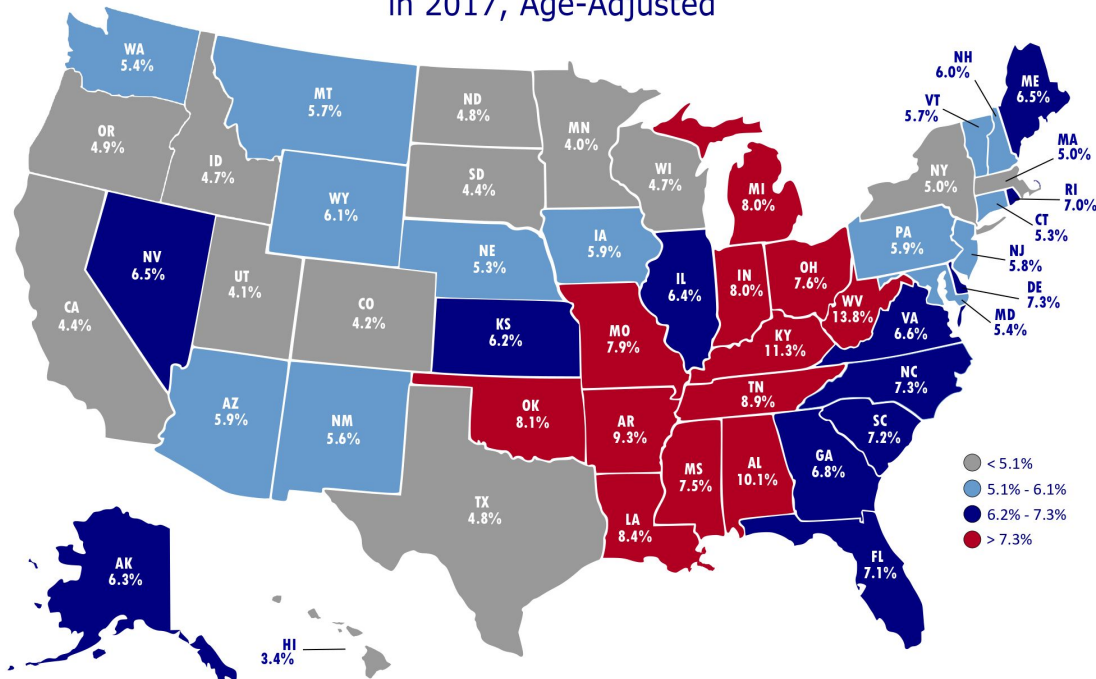 in 2017, Age-Adjusted
WA
5.4%
OR
4.9%
CA
4.4%
NV
6.5%
ID
4.7%
MT
5.7%
WY
6.1%
UT
4.1%
CO
4.2%
AZ
5.9%
NM
5.6%
ND
4.8%
SD
4.4%
NE
5.3%
KS
6.2%
OK
8.1%
TX
4.8%
MN
4.0%
IA
5.9%
MO
7.9%
AR
9.3%
LA
8.4%
WI
4.7%
IL
6.4%
MI
8.0%
IN
8.0%
OH
7.6%
KY
11.3%
TN
8.9%
MS
7.5%
AL
10.1%
GA
6.8%
FL
7.1%
SC
7.2%
NC
7.3%
VA
6.6%
WV
13.8%
PA
5.9%
NY
5.0%
VT
5.7%
NH
6.0%
ME
6.5%
MA
5.0%
RI
7.0%
CT
5.3%
NJ
5.8%
DE
7.3%
MD
5.4%
AK
6.3%
HI
3.4%
< 5.1%
5.1% - 6.1%
6.2% - 7.3%
> 7.3%